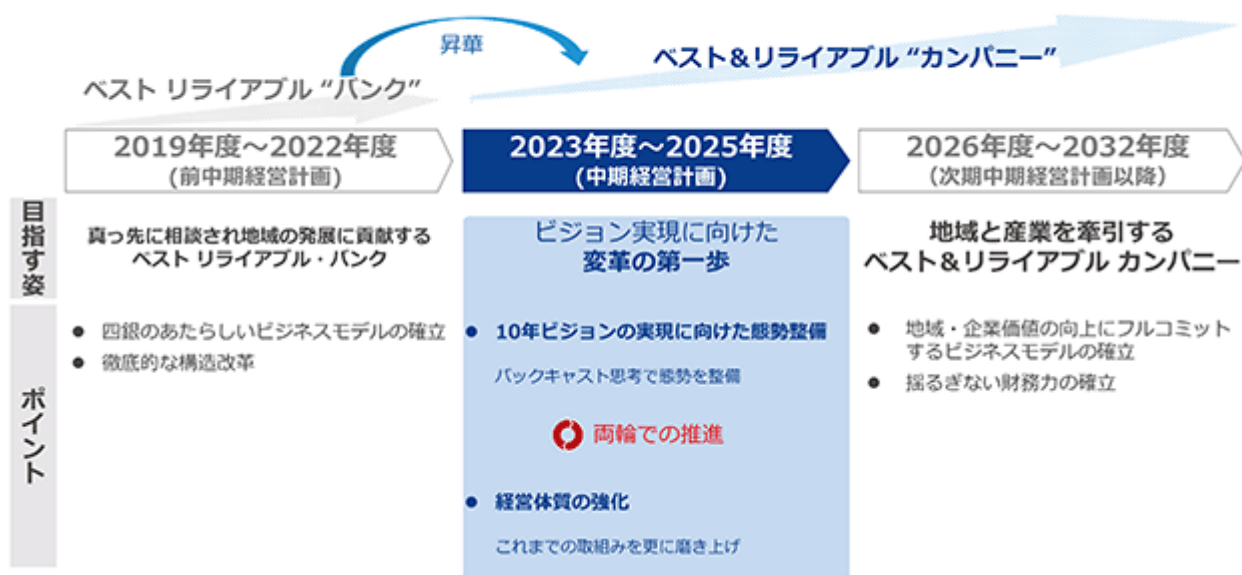 昇華
ベスト リライアブル “バンク”
ベスト&リライアブル “カンパニー”
2019年度～2022年度
(前中期経営計画)
2023年度～2025年度
(中期経営計画)
2026年度～2032年度
(次期中期経営計画以降)
目指す姿
真っ先に相談され地域の発展に貢献する
ベスト リライアブル・バンク
ビジョン実現に向けた
変革の第一歩
地域と産業を牽引する
ベスト&リライアブル カンパニー
ポイント
● 四銀のあたらしいビジネスモデルの確立
● 徹底的な構造改革
● 10年ビジョンの実現に向けた態勢整備
バックキャスト思考で態勢を整備
両輪での推進
● 経営体質の強化
これまでの取組みを更に磨き上げ
● 地域・企業価値の向上にフルコミット
するビジネスモデルの確立
● 揺るぎない財務力の確立